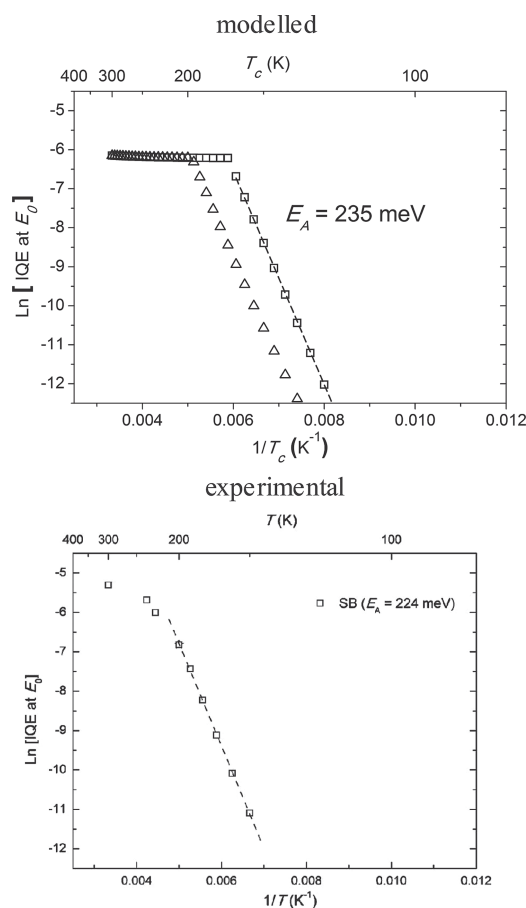 modelled
T_c (K)
400 300 200 100
-5
-6
-7
-8
-9
-10
-11
-12
Ln [ IQE at E_0 ]
E_A = 235 meV
0.004 0.006 0.008 0.010 0.012
1/T_c (K^-1)
experimental
T (K)
400 300 200 100
-5
-6
-7
-8
-9
-10
-11
-12
Ln [IQE at E_0]
SB (E_A = 224 meV)
0.004 0.006 0.008 0.010 0.012
1/T (K^-1)